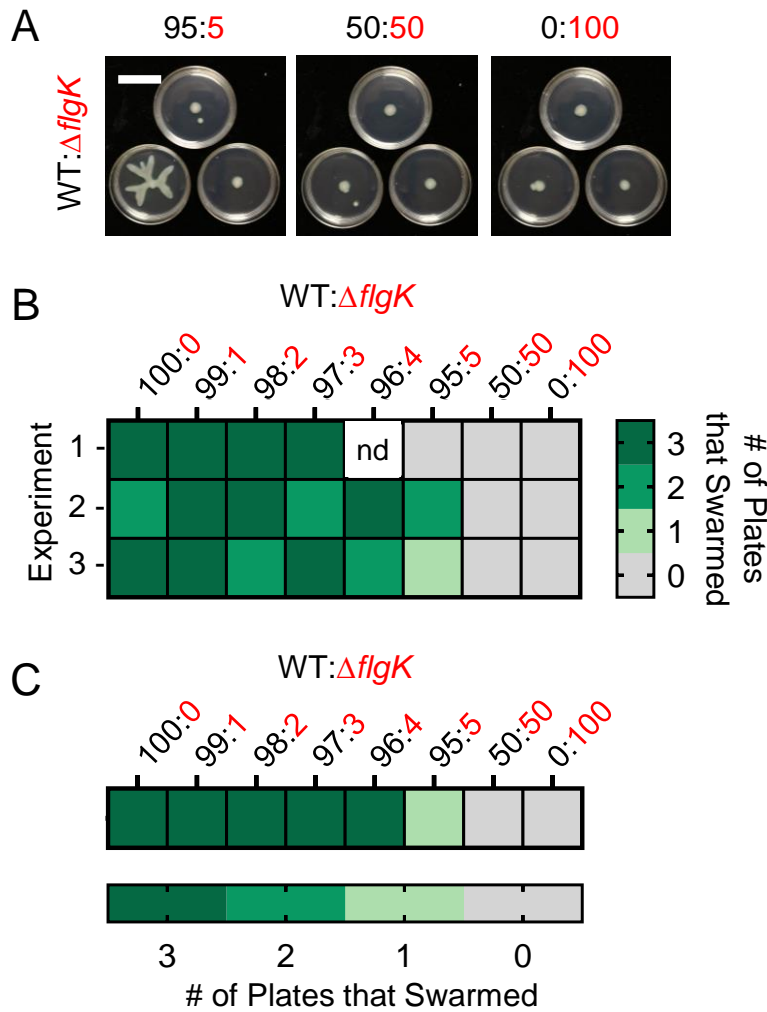 A
95:5
50:50
0:100
WT:ΔflgK
B
WT:ΔflgK
100:0
99:1
98:2
97:3
96:4
95:5
50:50
0:100
Experiment
1
nd
2
3
3
2
1
0
# of Plates
that Swarmed
C
WT:ΔflgK
100:0
99:1
98:2
97:3
96:4
95:5
50:50
0:100
3
2
1
0
# of Plates that Swarmed